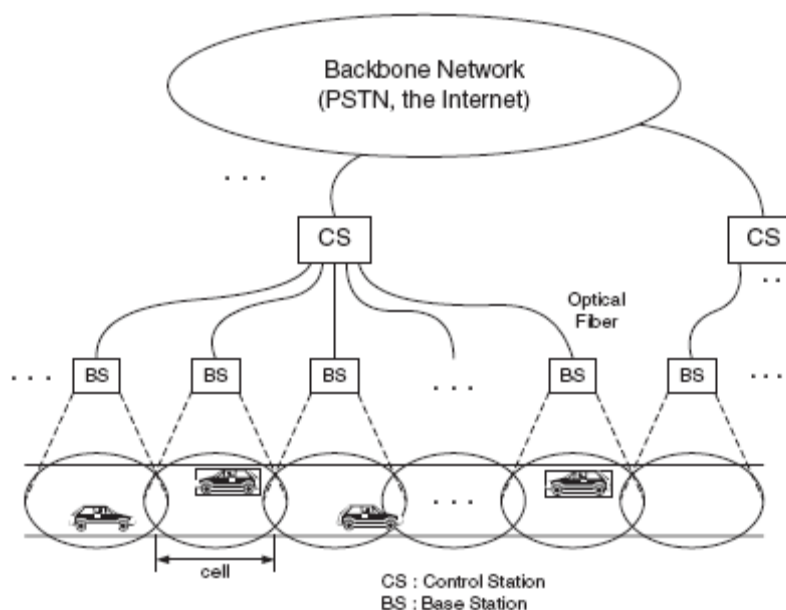 Backbone Network
(PSTN, the Internet)
. . .
CS
CS
. .
Optical
Fiber
. . .
BS
BS
BS
. . .
BS
BS
. . .
. . .
cell
CS : Control Station
BS : Base Station